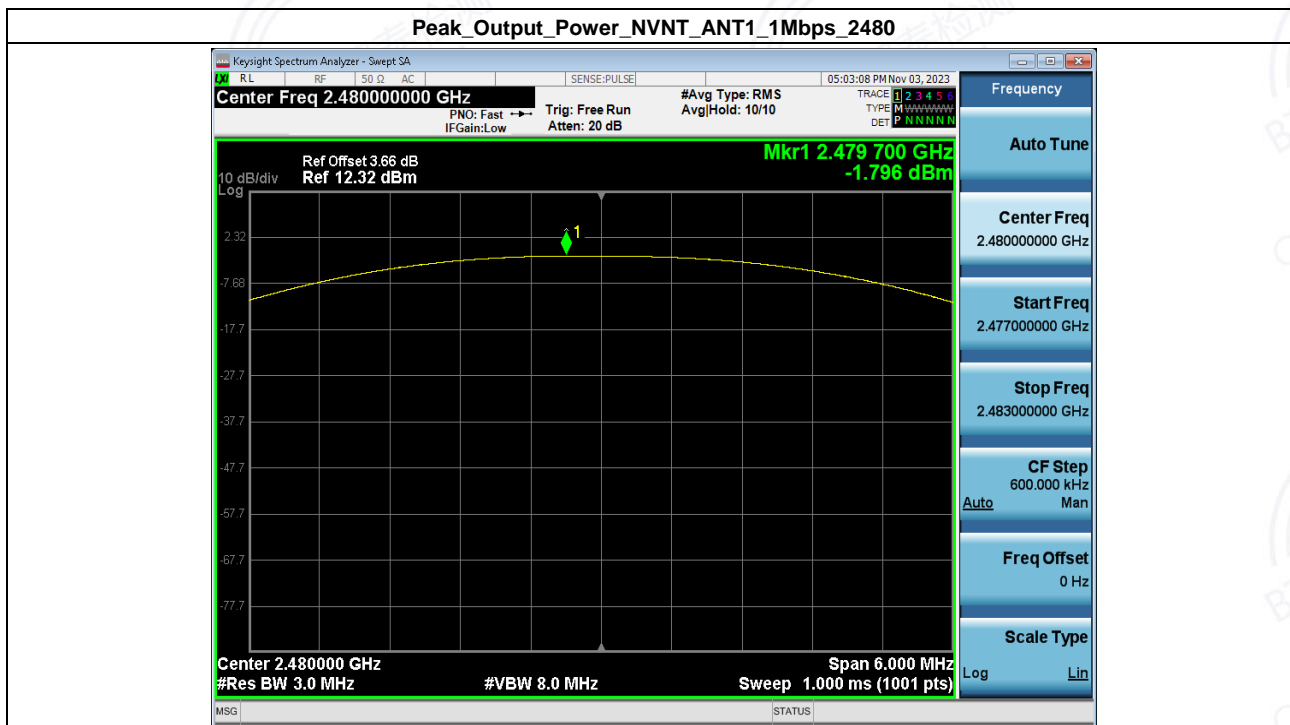 Peak_Output_Power_NVNT_ANT1_1Mbps_2480
Keysight Spectrum Analyzer - Swept SA
LXI RL RF 50 Ω AC SENSE:PULSE 05:03:08 PM Nov 03, 2023
Center Freq 2.480000000 GHz
PNO: Fast
IFGain:Low
Trig: Free Run
Atten: 20 dB
#Avg Type: RMS
Avg|Hold: 10/10
TRACE 1 2 3 4 5 6
TYPE M WWWWW
DET P N N N N N
Mkr1 2.479 700 GHz
-1.796 dBm
Ref Offset 3.66 dB
10 dB/div Ref 12.32 dBm
Log
1
2.32
-7.68
-17.7
-27.7
-37.7
-47.7
-57.7
-67.7
-77.7
Center 2.480000 GHz Span 6.000 MHz
#Res BW 3.0 MHz #VBW 8.0 MHz Sweep 1.000 ms (1001 pts)
MSG STATUS
Frequency
Auto Tune
Center Freq
2.480000000 GHz
Start Freq
2.477000000 GHz
Stop Freq
2.483000000 GHz
CF Step
600.000 kHz
Auto Man
Freq Offset
0 Hz
Scale Type
Log Lin